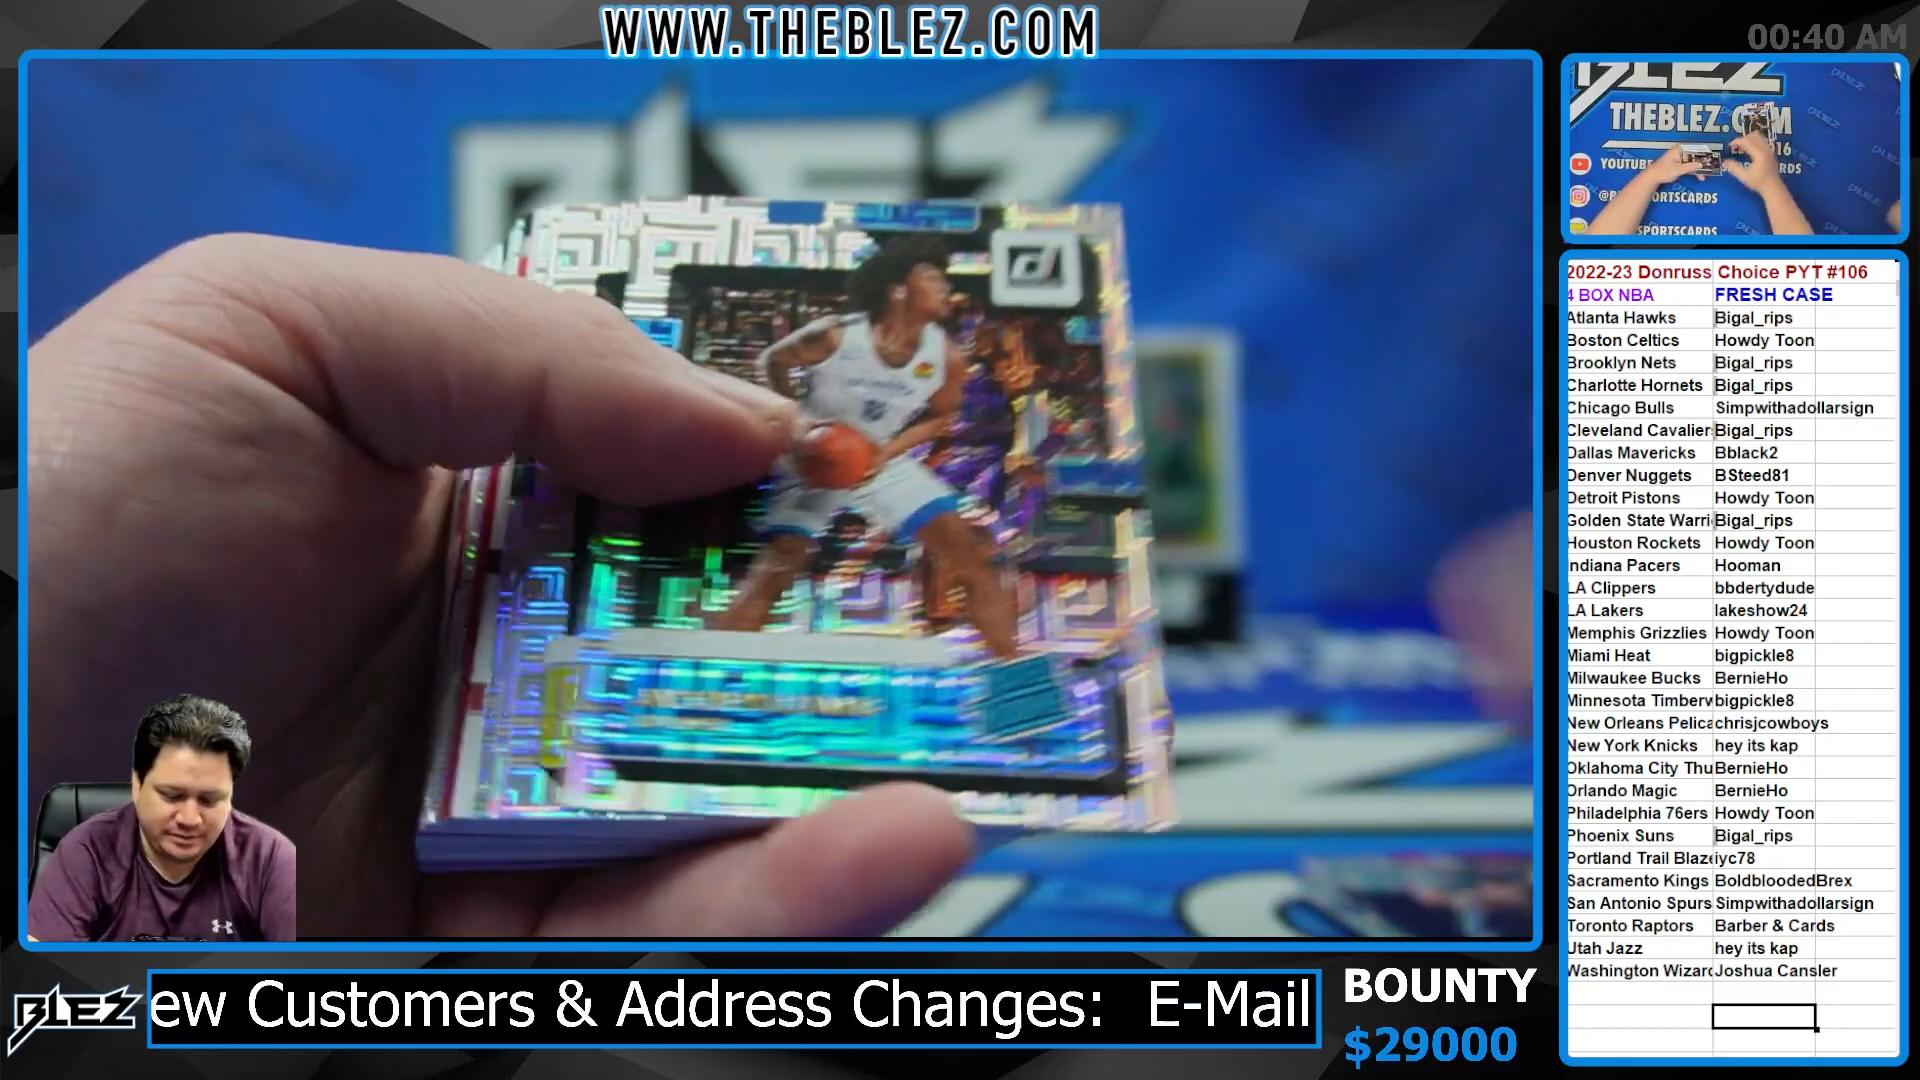 WWW.THEBLEZ.COM
00:40 AM
BLEZ
THEBLEZ.C M
16
YOUTUBE
RDS
ORTSCARDS
SPORTSCARDS
2022-23 Donruss Choice PYT #106
4 BOX NBA FRESH CASE
Atlanta Hawks Bigal_rips
Boston Celtics Howdy Toon
Brooklyn Nets Bigal_rips
Charlotte Hornets Bigal_rips
Chicago Bulls Simpwithadollarsign
Cleveland Cavalier Bigal_rips
Dallas Mavericks Bblack2
Denver Nuggets BSteed81
Detroit Pistons Howdy Toon
Golden State Warri Bigal_rips
Houston Rockets Howdy Toon
ndiana Pacers Hooman
LA Clippers bbdertydude
LA Lakers lakeshow24
Memphis Grizzlies Howdy Toon
Miami Heat bigpickle8
Milwaukee Bucks BernieHo
Minnesota Timberw bigpickle8
New Orleans Pelica chrisjcowboys
New York Knicks hey its kap
Oklahoma City Thu BernieHo
Orlando Magic BernieHo
Philadelphia 76ers Howdy Toon
Phoenix Suns Bigal_rips
Portland Trail Blaze iyc78
Sacramento Kings BoldbloodedBrex
San Antonio Spurs Simpwithadollarsign
Toronto Raptors Barber & Cards
Utah Jazz hey its kap
Washington Wizard Joshua Cansler
BLEZ
ew Customers & Address Changes: E-Mail
BOUNTY
$29000